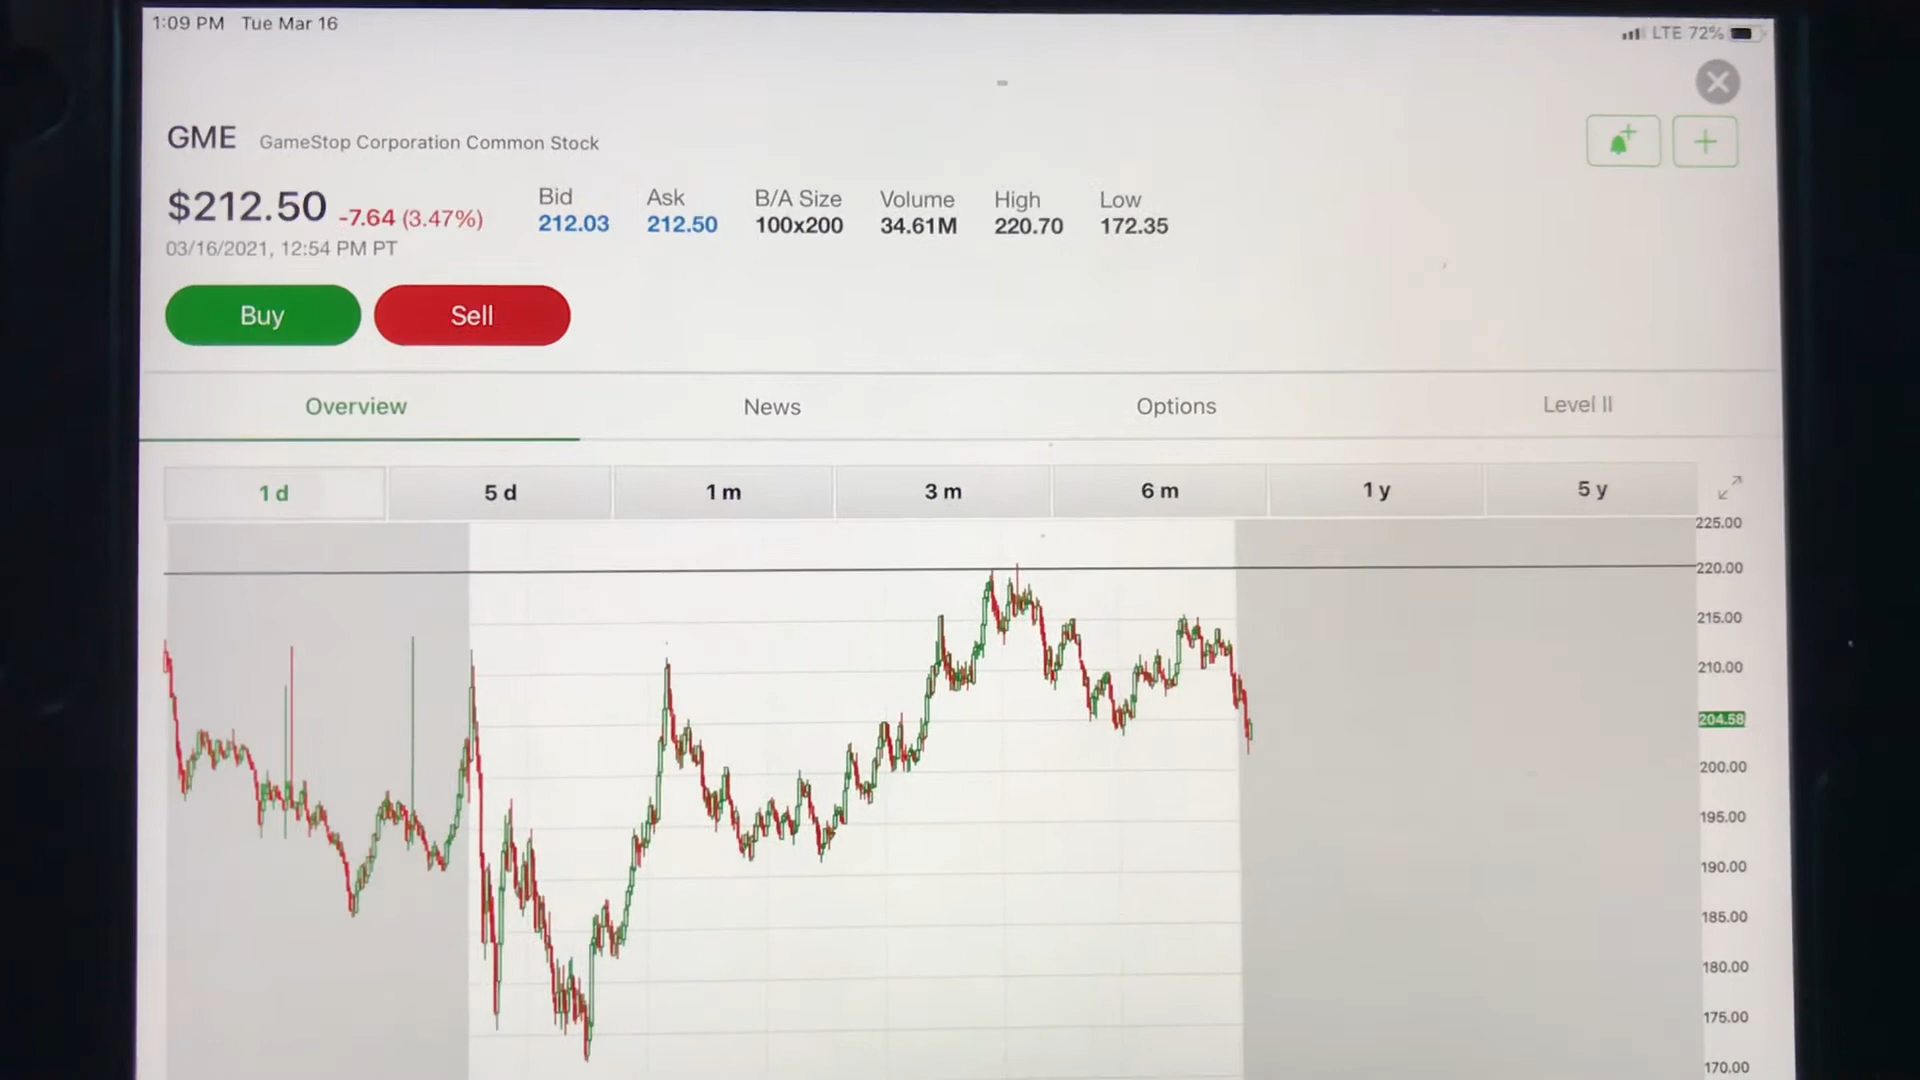 1:09 PM Tue Mar 16
LTE 72%
GME GameStop Corporation Common Stock
$212.50 -7.64 (3.47%)
03/16/2021, 12:54 PM PT
Bid Ask B/A Size Volume High Low
212.03 212.50 100x200 34.61M 220.70 172.35
Buy Sell
Overview News Options Level II
1 d 5 d 1 m 3 m 6 m 1 y 5 y
225.00
220.00
215.00
210.00
204.58
200.00
195.00
190.00
185.00
180.00
175.00
170.00